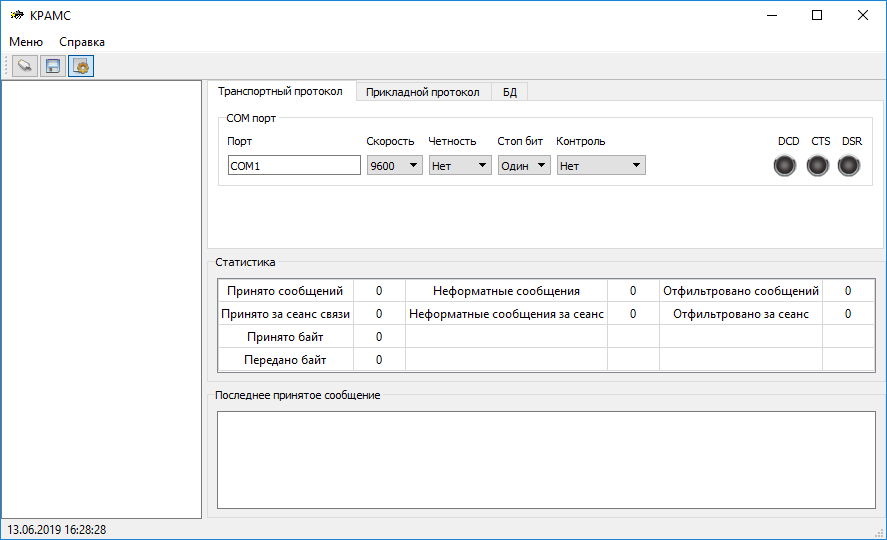 КРАМС
Меню Справка
Транспортный протокол Прикладной протокол БД
COM порт
Порт Скорость Четность Стоп бит Контроль DCD CTS DSR
COM1 9600 Нет Один Нет
Статистика
Принято сообщений 0 Неформатные сообщения 0 Отфильтровано сообщений 0
Принято за сеанс связи 0 Неформатные сообщения за сеанс 0 Отфильтровано за сеанс 0
Принято байт 0
Передано байт 0
Последнее принятое сообщение
13.06.2019 16:28:28